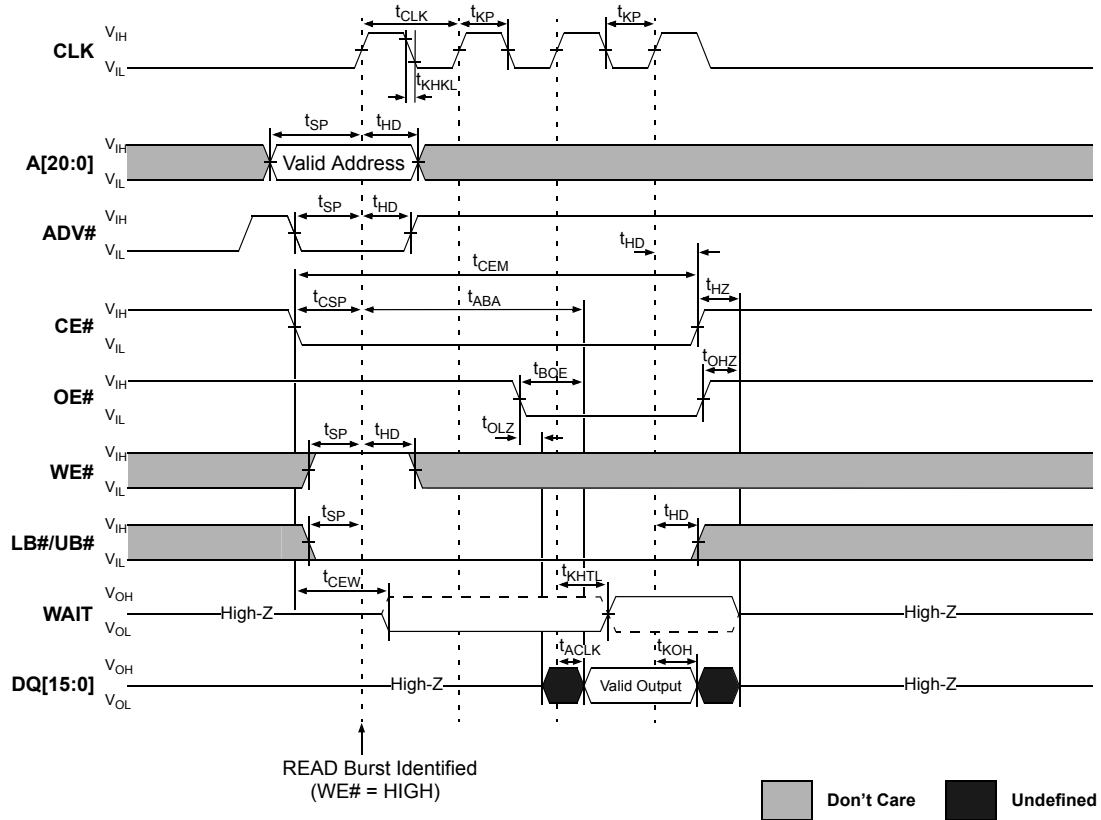 tCLK tKP tKP
CLK VIH
VIL
tKHKL
tSP tHD
A[20:0] VIH
VIL
Valid Address
ADV# VIH
VIL
tSP tHD
tHD
tCEM
tHZ
CE# VIH
VIL
tCSP tABA
tOHZ
OE# VIH
VIL
tBOE
tOLZ
WE# VIH
VIL
tSP tHD
LB#/UB# VIH
VIL
tSP tHD
tCEW tKHTL
WAIT VOH
VOL
High-Z High-Z
tACLK tKOH
DQ[15:0] VOH
VOL
High-Z Valid Output High-Z
READ Burst Identified
(WE# = HIGH)
Don't Care Undefined